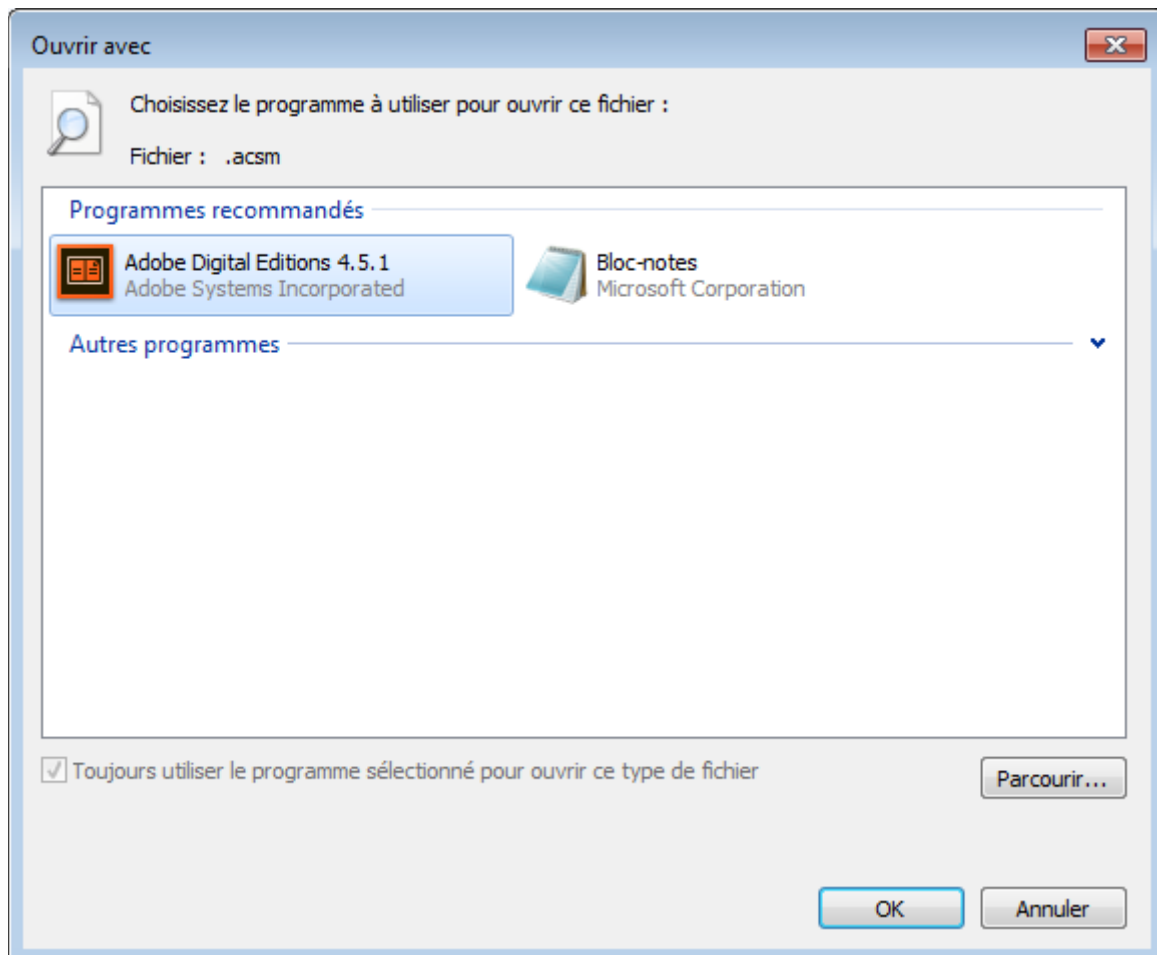 Ouvrir avec
Choisissez le programme à utiliser pour ouvrir ce fichier :
Fichier : .acsm
Programmes recommandés
Adobe Digital Editions 4.5.1
Adobe Systems Incorporated
Bloc-notes
Microsoft Corporation
Autres programmes
Toujours utiliser le programme sélectionné pour ouvrir ce type de fichier
Parcourir...
OK
Annuler